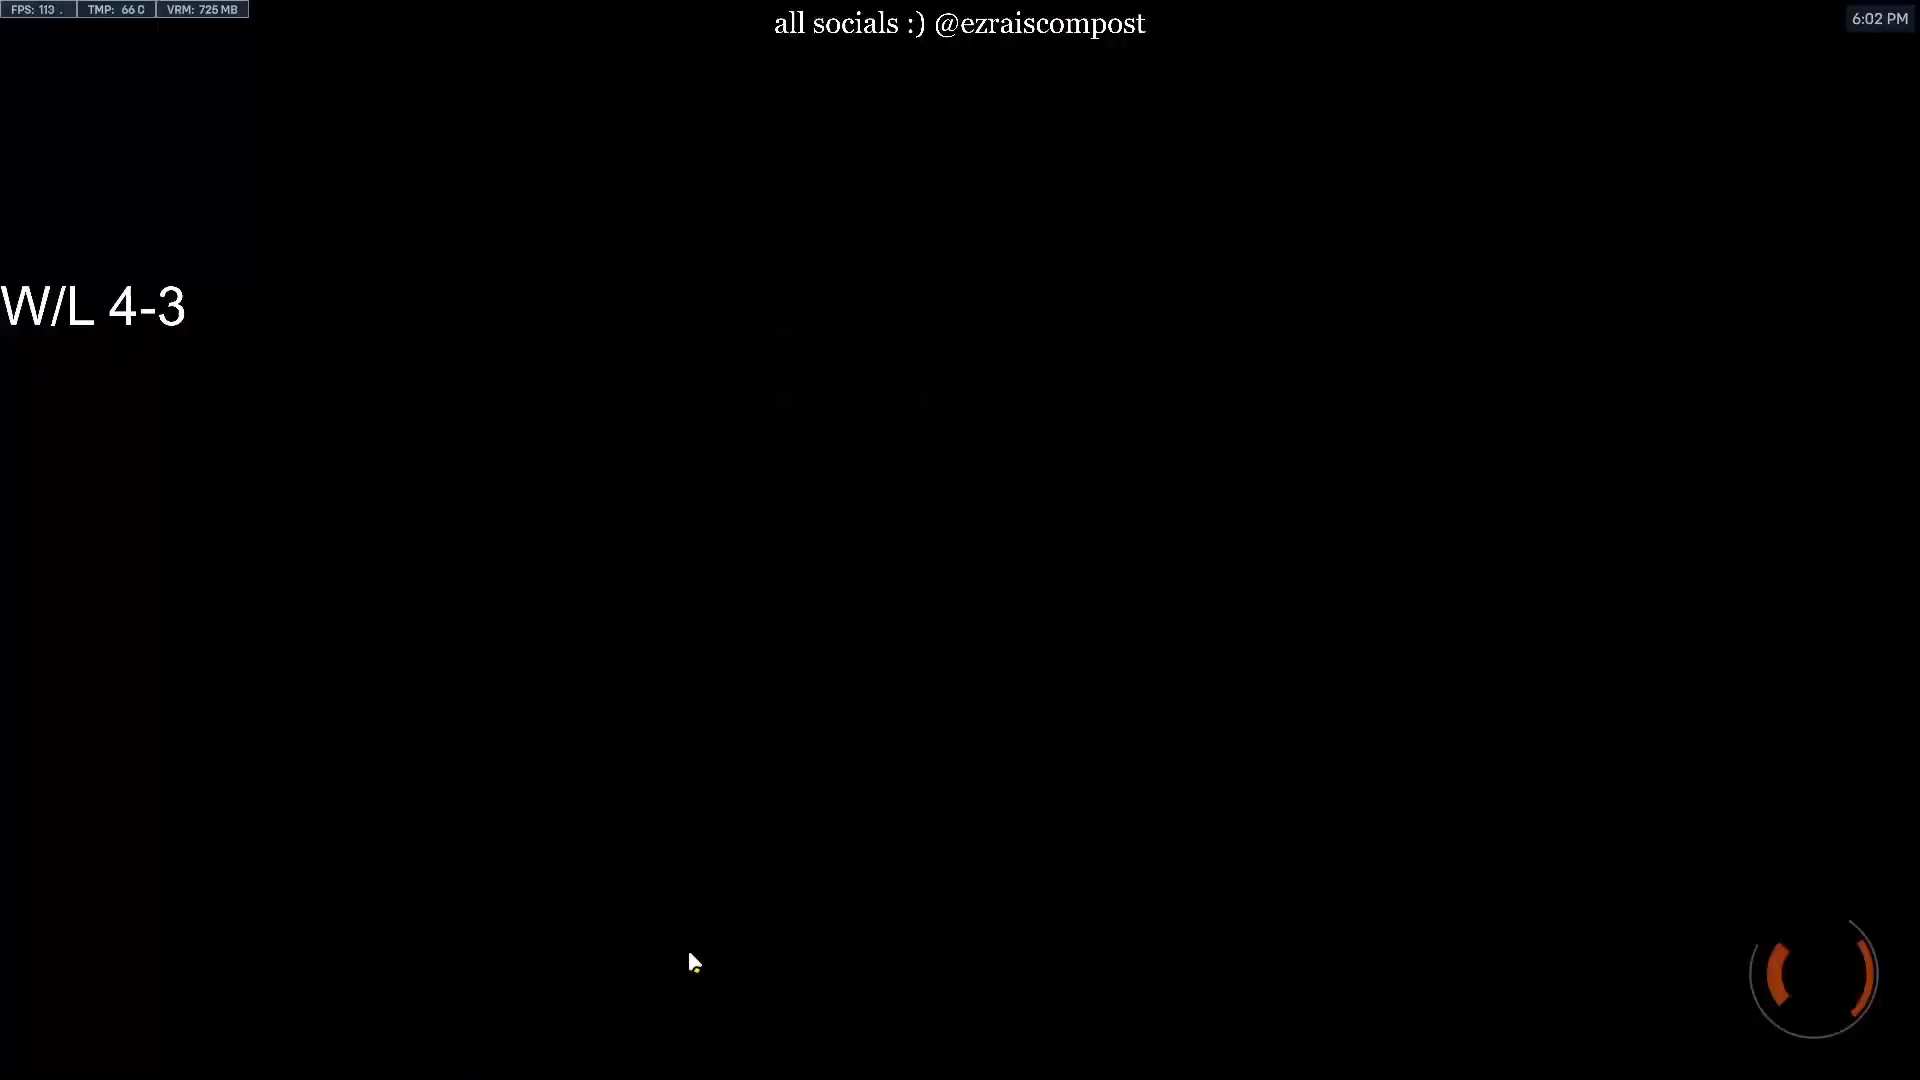 FPS: 113 . TMP: 66 C VRM: 725 MB
all socials :) @ezraiscompost
6:02 PM
W/L 4-3